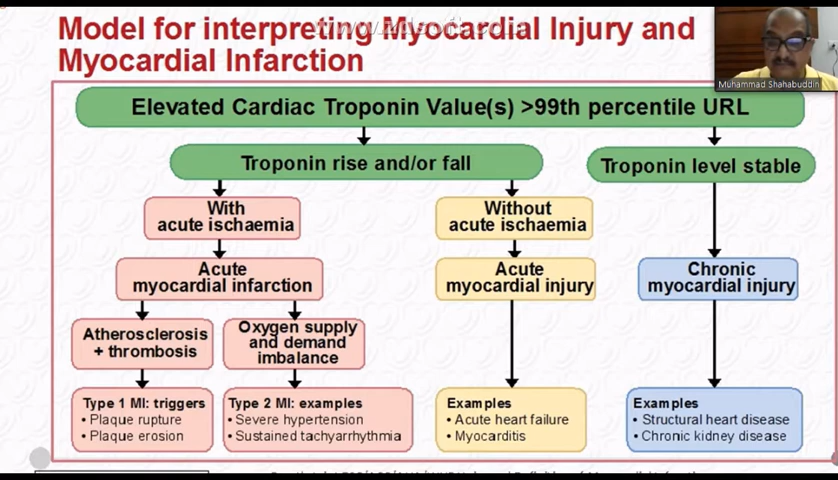 Model for interpreting Myocardial Injury and
Myocardial Infarction
Muhammad Shahabuddin
Elevated Cardiac Troponin Value(s) >99th percentile URL
Troponin rise and/or fall
Troponin level stable
With
acute ischaemia
Without
acute ischaemia
Acute
myocardial infarction
Acute
myocardial injury
Chronic
myocardial injury
Atherosclerosis
+ thrombosis
Oxygen supply
and demand
imbalance
Type 1 MI: triggers
• Plaque rupture
• Plaque erosion
Type 2 MI: examples
• Severe hypertension
• Sustained tachyarrhythmia
Examples
• Acute heart failure
• Myocarditis
Examples
• Structural heart disease
• Chronic kidney disease